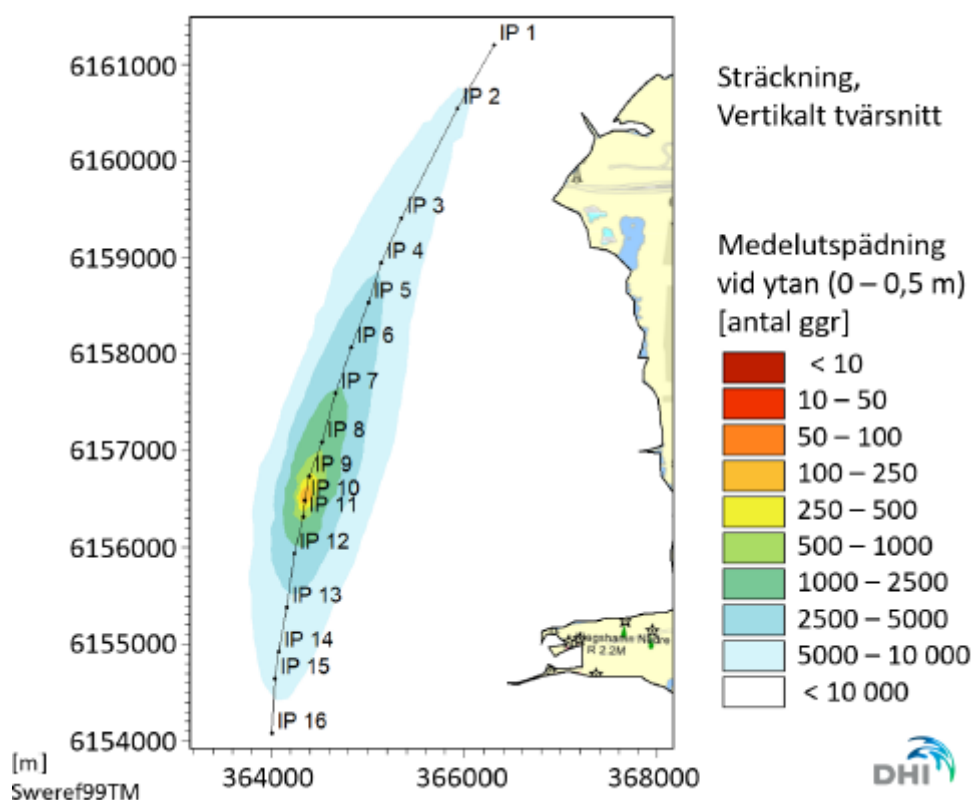 IP 1
IP 2
IP 3
IP 4
IP 5
IP 6
IP 7
IP 8
IP 9
IP 10
IP 11
IP 12
IP 13
IP 14
IP 15
IP 16
6161000
6160000
6159000
6158000
6157000
6156000
6155000
6154000
364000
366000
368000
[m]
Sweref99TM
R 2.2M
Sträckning,
Vertikalt tvärsnitt
Medelutspädning
vid ytan (0 – 0,5 m)
[antal ggr]
< 10
10 – 50
50 – 100
100 – 250
250 – 500
500 – 1000
1000 – 2500
2500 – 5000
5000 – 10 000
< 10 000
DHI